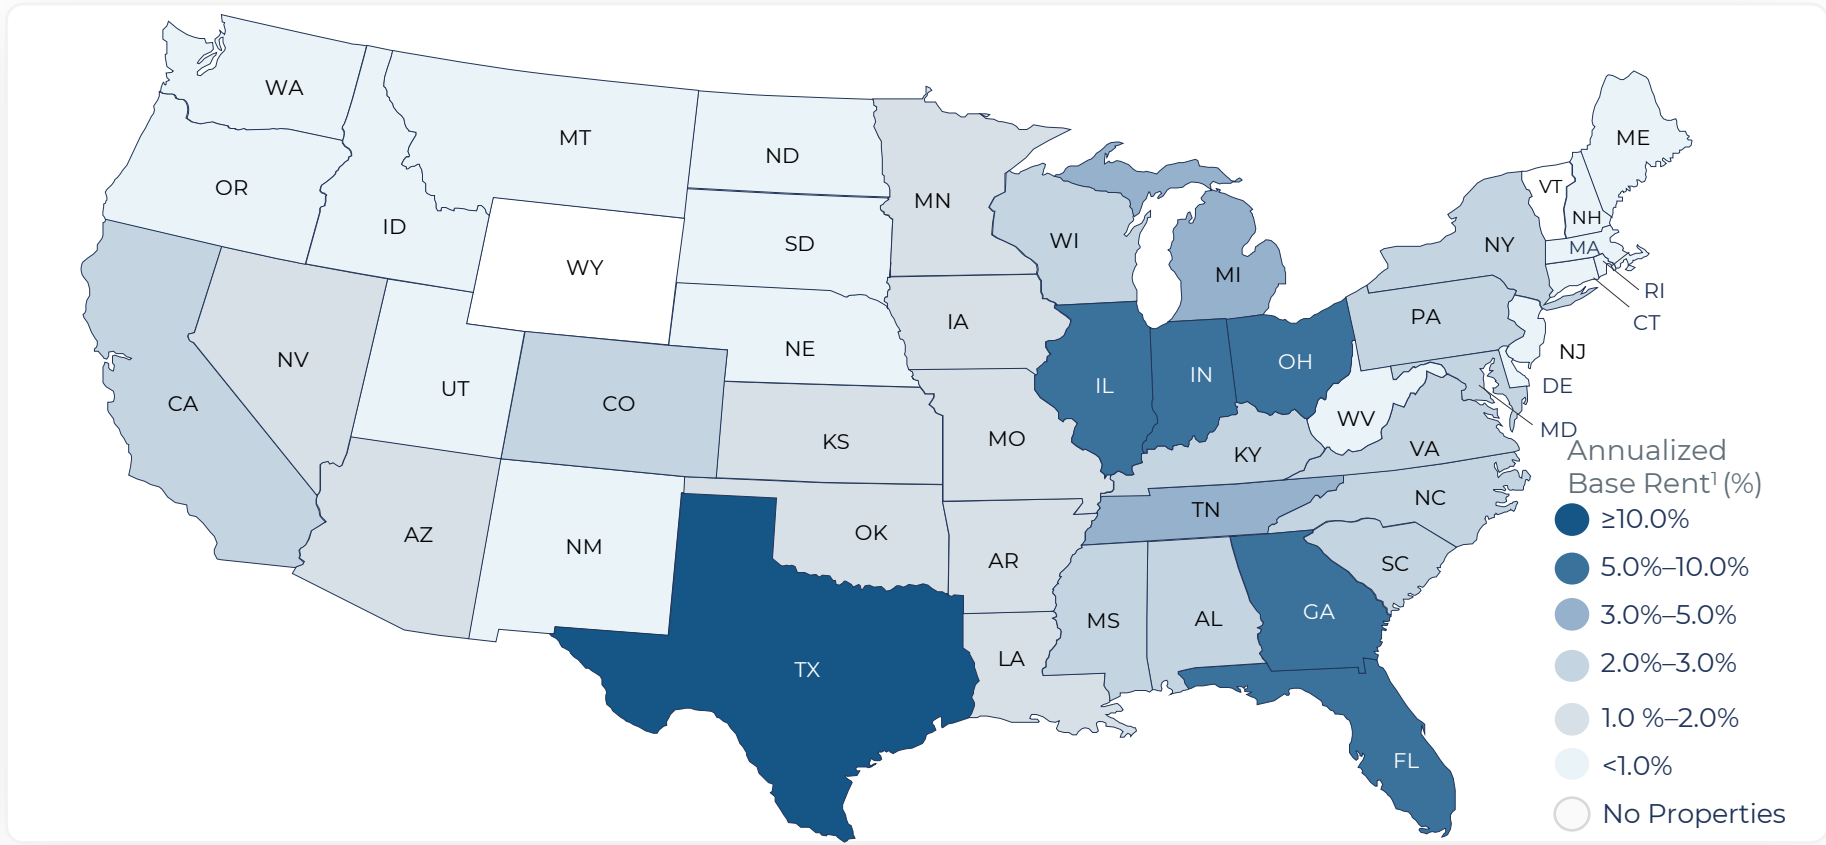 WA
ME
MT
ND
OR
VT
MN
NH
ID
WI
SD
NY
MA
WY
MI
RI
IA
PA
CT
NE
NV
OH
NJ
IN
UT
IL
DE
CA
CO
WV
MD
KS
MO
VA
KY
Annualized
Base Rent¹ (%)
NC
TN
≥10.0%
AZ
OK
NM
AR
SC
5.0%–10.0%
MS
AL
GA
3.0%–5.0%
LA
TX
2.0%–3.0%
1.0 %–2.0%
FL
<1.0%
No Properties